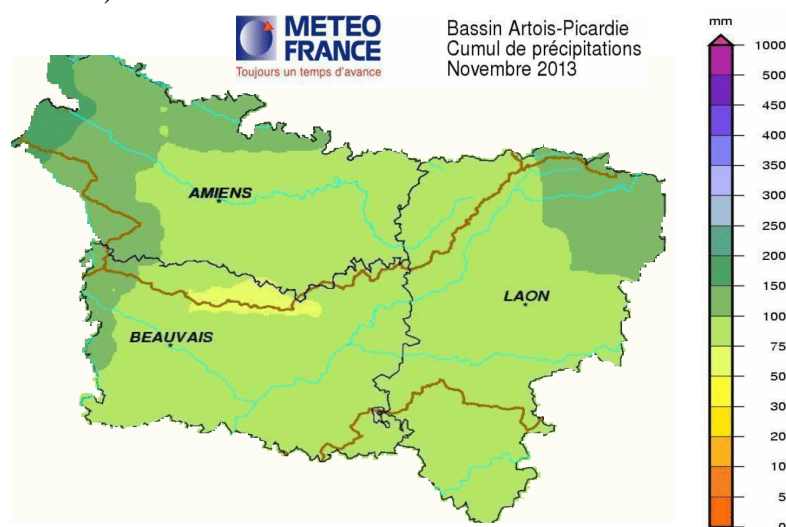 METEO
FRANCE
Toujours un temps d'avance
Bassin Artois-Picardie
Cumul de précipitations
Novembre 2013
mm
1000
500
450
400
350
300
250
200
150
100
75
50
30
20
10
5
0
AMIENS
LAON
BEAUVAIS